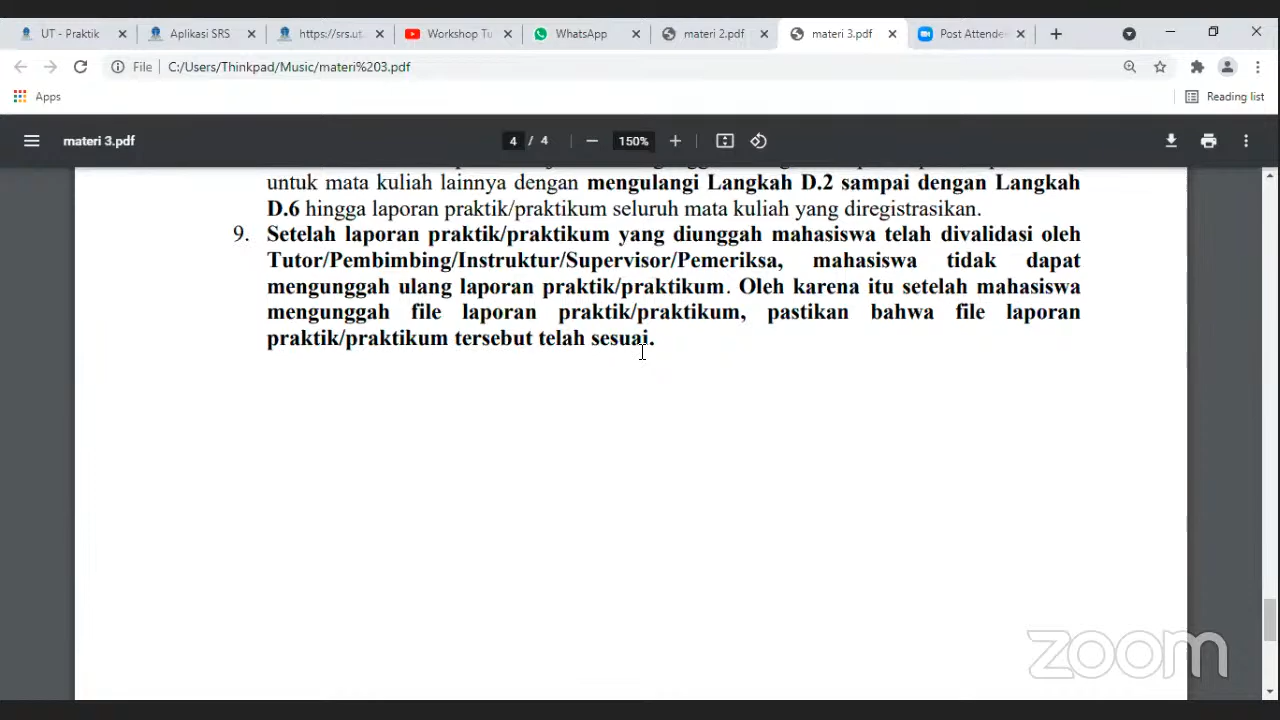 UT - Praktik
Aplikasi SRS
https://srs.ut.
Workshop Tu
WhatsApp
materi 2.pdf
materi 3.pdf
Post Attende
File
C:/Users/Thinkpad/Music/materi%203.pdf
Apps
Reading list
materi 3.pdf
4 / 4
150%
untuk mata kuliah lainnya dengan mengulangi Langkah D.2 sampai dengan Langkah
D.6 hingga laporan praktik/praktikum seluruh mata kuliah yang diregistrasikan.
9. Setelah laporan praktik/praktikum yang diunggah mahasiswa telah divalidasi oleh
Tutor/Pembimbing/Instruktur/Supervisor/Pemeriksa, mahasiswa tidak dapat
mengunggah ulang laporan praktik/praktikum. Oleh karena itu setelah mahasiswa
mengunggah file laporan praktik/praktikum, pastikan bahwa file laporan
praktik/praktikum tersebut telah sesuai.
zoom